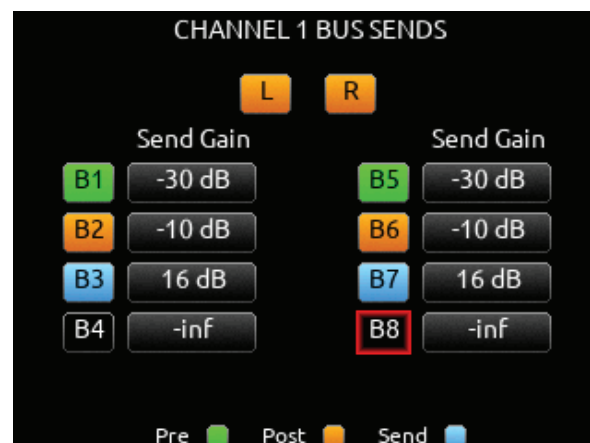 CHANNEL 1 BUS SENDS
L R
Send Gain Send Gain
B1 -30 dB B5 -30 dB
B2 -10 dB B6 -10 dB
B3 16 dB B7 16 dB
B4 -inf B8 -inf
Pre Post Send